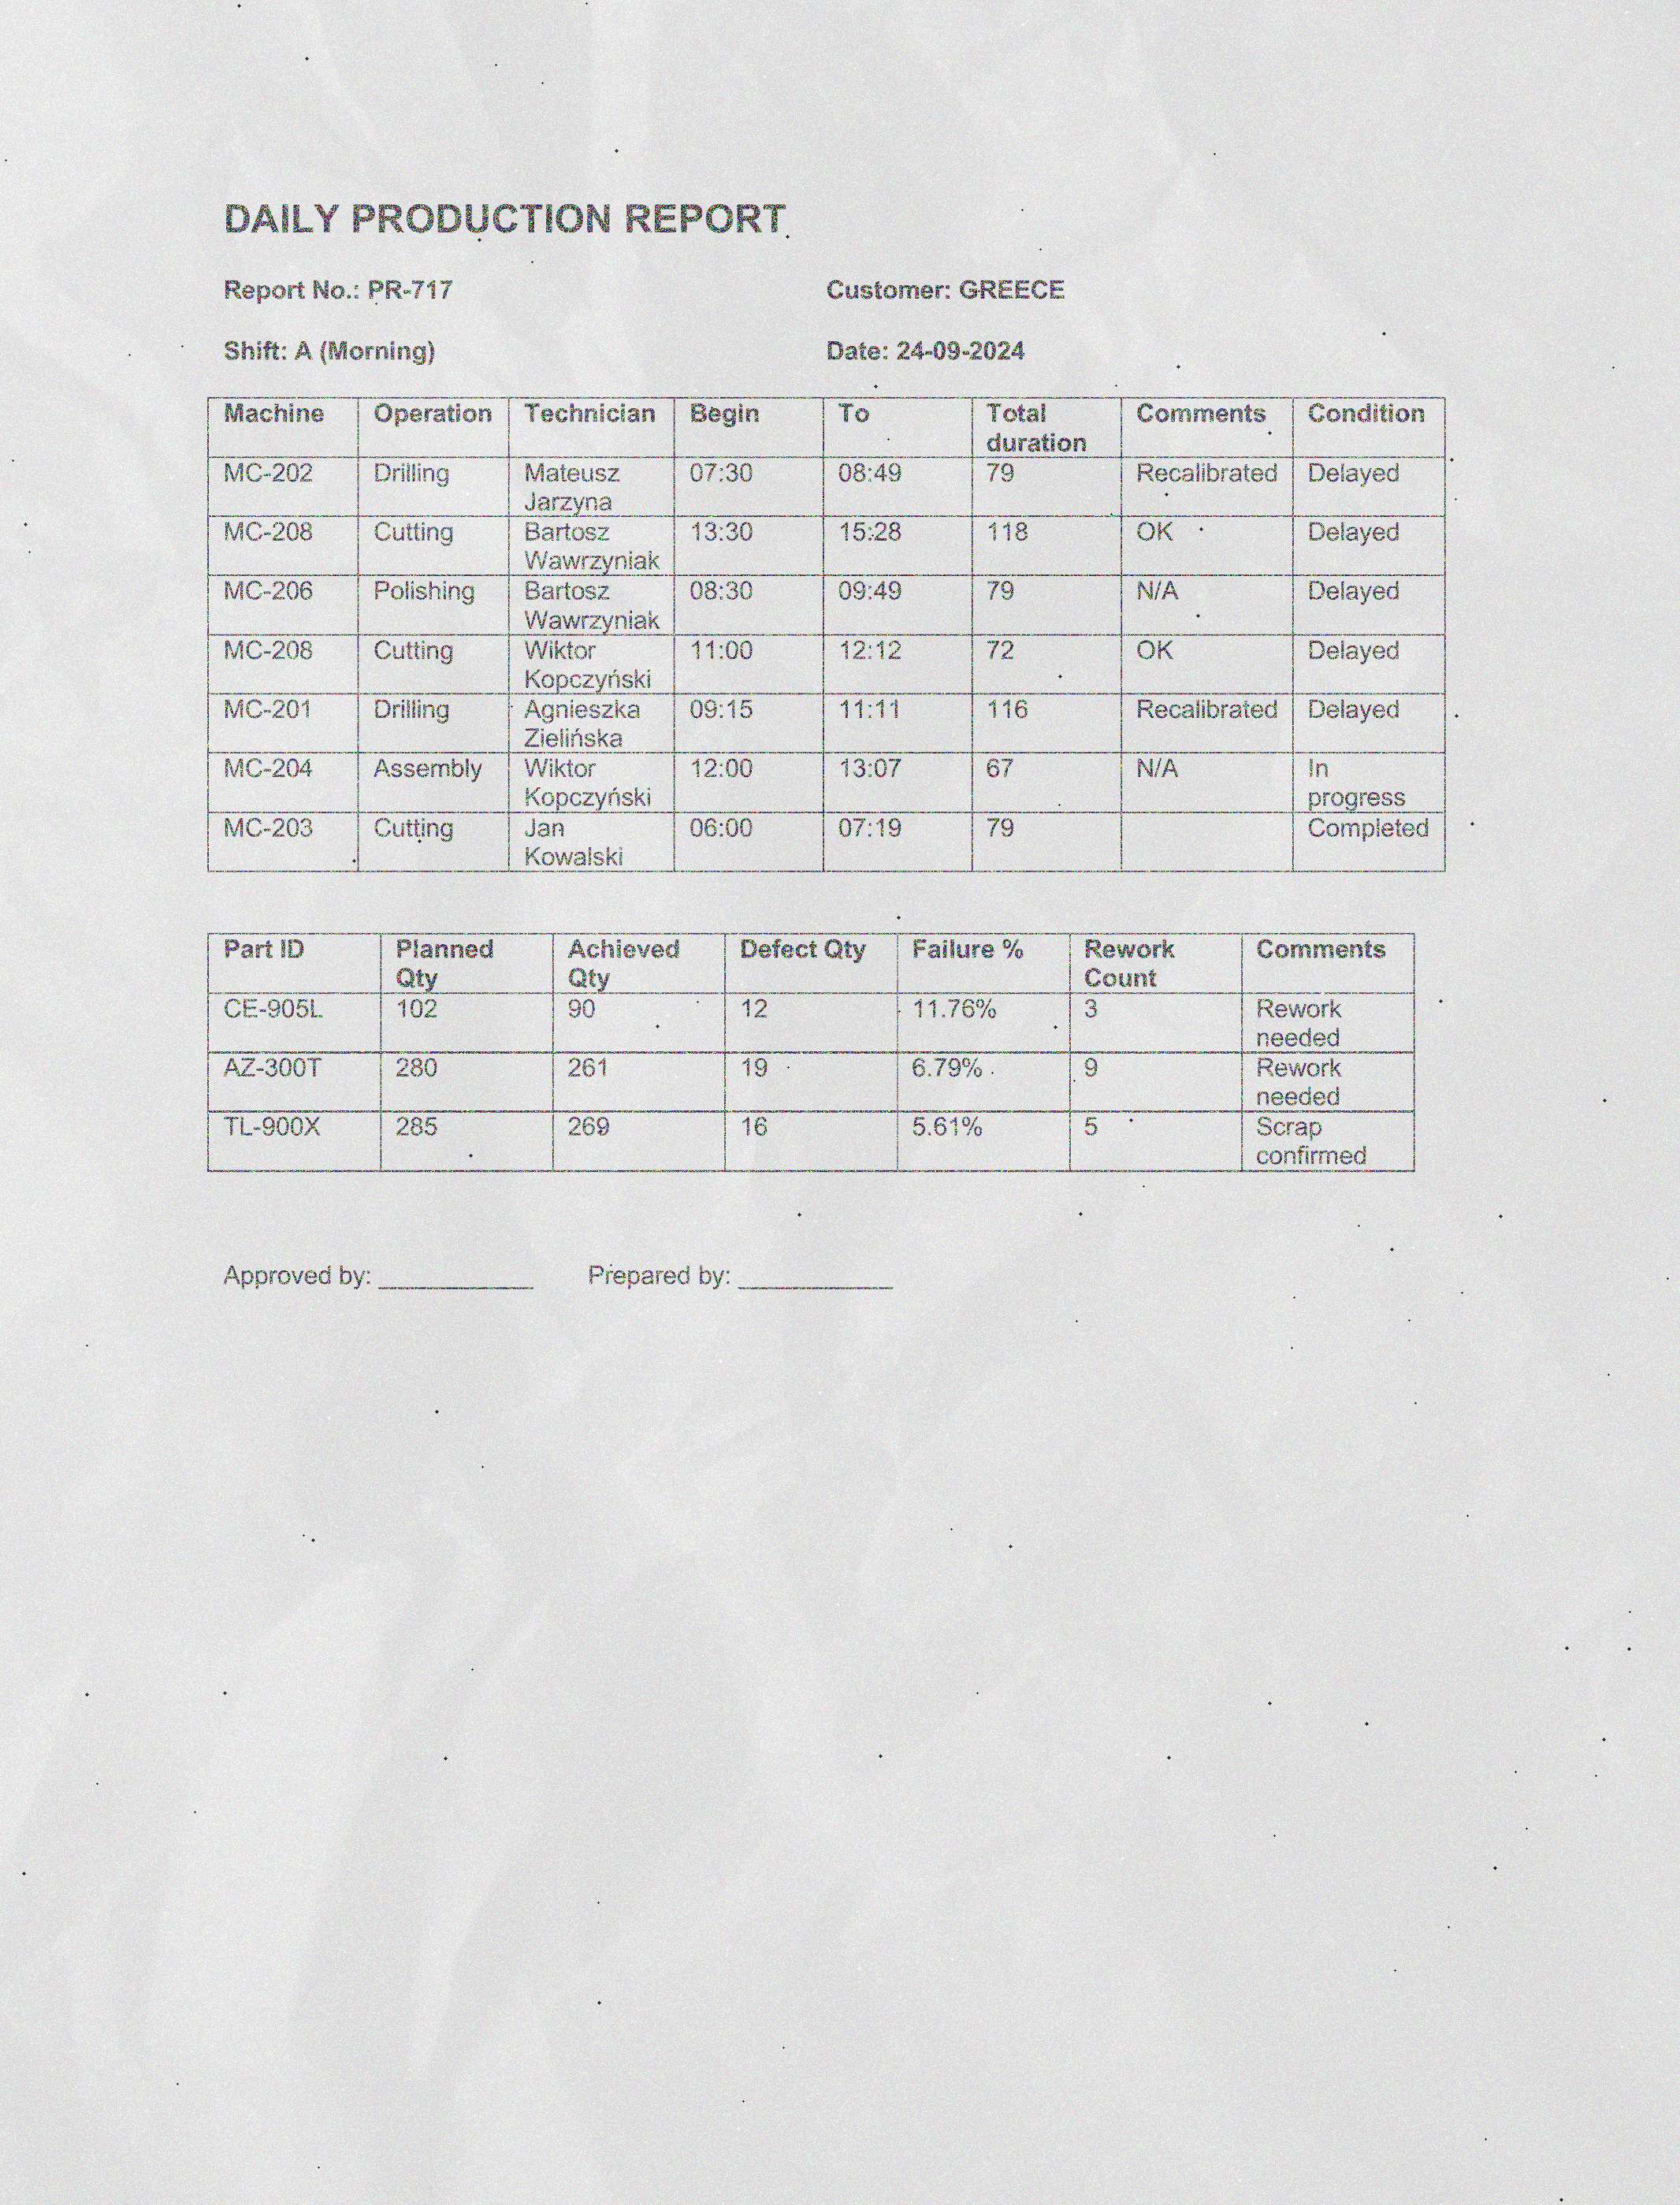 DAILY PRODUCTION REPORT
Report No.: PR-717 Customer: GREECE
Shift: A (Morning) Date: 24-09-2024
Machine Operation Technician Begin To Total duration Comments Condition
MC-202 Drilling Mateusz Jarzyna 07:30 08:49 79 Recalibrated Delayed
MC-208 Cutting Bartosz Wawrzyniak 13:30 15:28 118 OK Delayed
MC-206 Polishing Bartosz Wawrzyniak 08:30 09:49 79 N/A Delayed
MC-208 Cutting Wiktor Kopczyński 11:00 12:12 72 OK Delayed
MC-201 Drilling Agnieszka Zielińska 09:15 11:11 116 Recalibrated Delayed
MC-204 Assembly Wiktor Kopczyński 12:00 13:07 67 N/A In progress
MC-203 Cutting Jan Kowalski 06:00 07:19 79 Completed
Part ID Planned Qty Achieved Qty Defect Qty Failure % Rework Count Comments
CE-905L 102 90 12 11.76% 3 Rework needed
AZ-300T 280 261 19 6.79% 9 Rework needed
TL-900X 285 269 16 5.61% 5 Scrap confirmed
Approved by: ___________ Prepared by: ___________